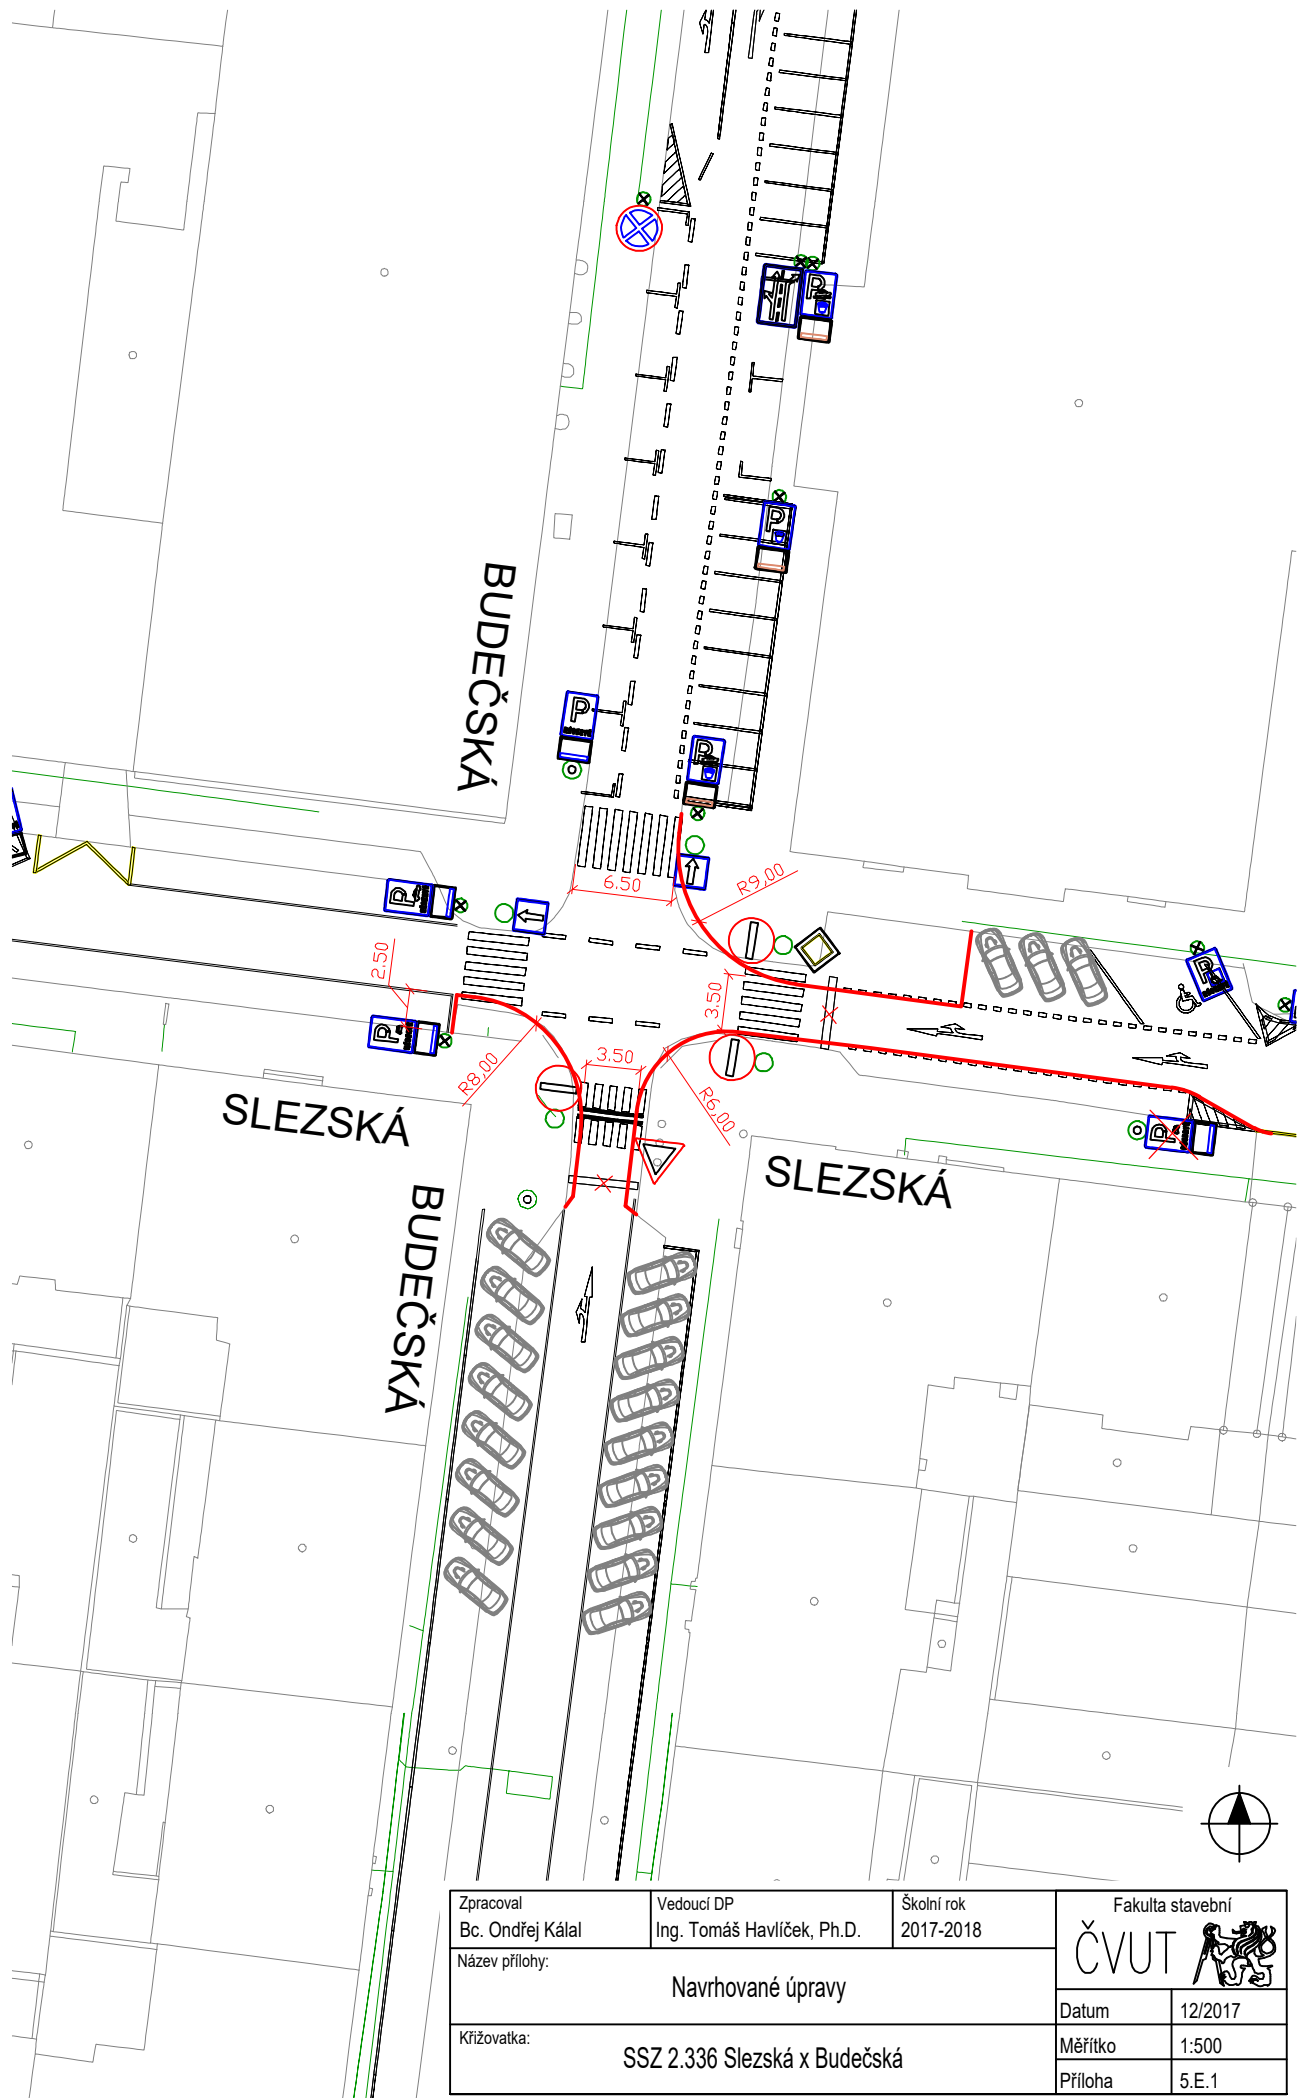 P
P
BUDEČSKÁ
P
P
6.50
R9,00
P
2.50
3.50
P
P
R8,00
3.50
R6,00
SLEZSKÁ
P
SLEZSKÁ
BUDEČSKÁ
Zpracoval
Bc. Ondřej Kálal
Vedoucí DP
Ing. Tomáš Havlíček, Ph.D.
Školní rok
2017-2018
Fakulta stavební
ČVUT
Název přílohy:
Navrhované úpravy
Datum 12/2017
Křižovatka:
SSZ 2.336 Slezská x Budečská
Měřítko 1:500
Příloha 5.E.1